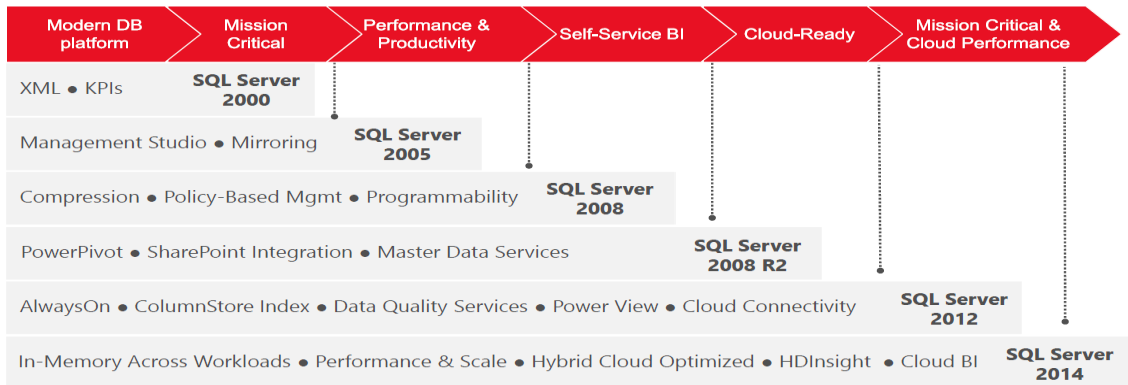 Modern DB
platform
Mission
Critical
Performance &
Productivity
Self-Service BI
Cloud-Ready
Mission Critical &
Cloud Performance
XML ● KPIs
SQL Server
2000
Management Studio ● Mirroring
SQL Server
2005
Compression ● Policy-Based Mgmt ● Programmability
SQL Server
2008
PowerPivot ● SharePoint Integration ● Master Data Services
SQL Server
2008 R2
AlwaysOn ● ColumnStore Index ● Data Quality Services ● Power View ● Cloud Connectivity
SQL Server
2012
In-Memory Across Workloads ● Performance & Scale ● Hybrid Cloud Optimized ● HDInsight ● Cloud BI
SQL Server
2014